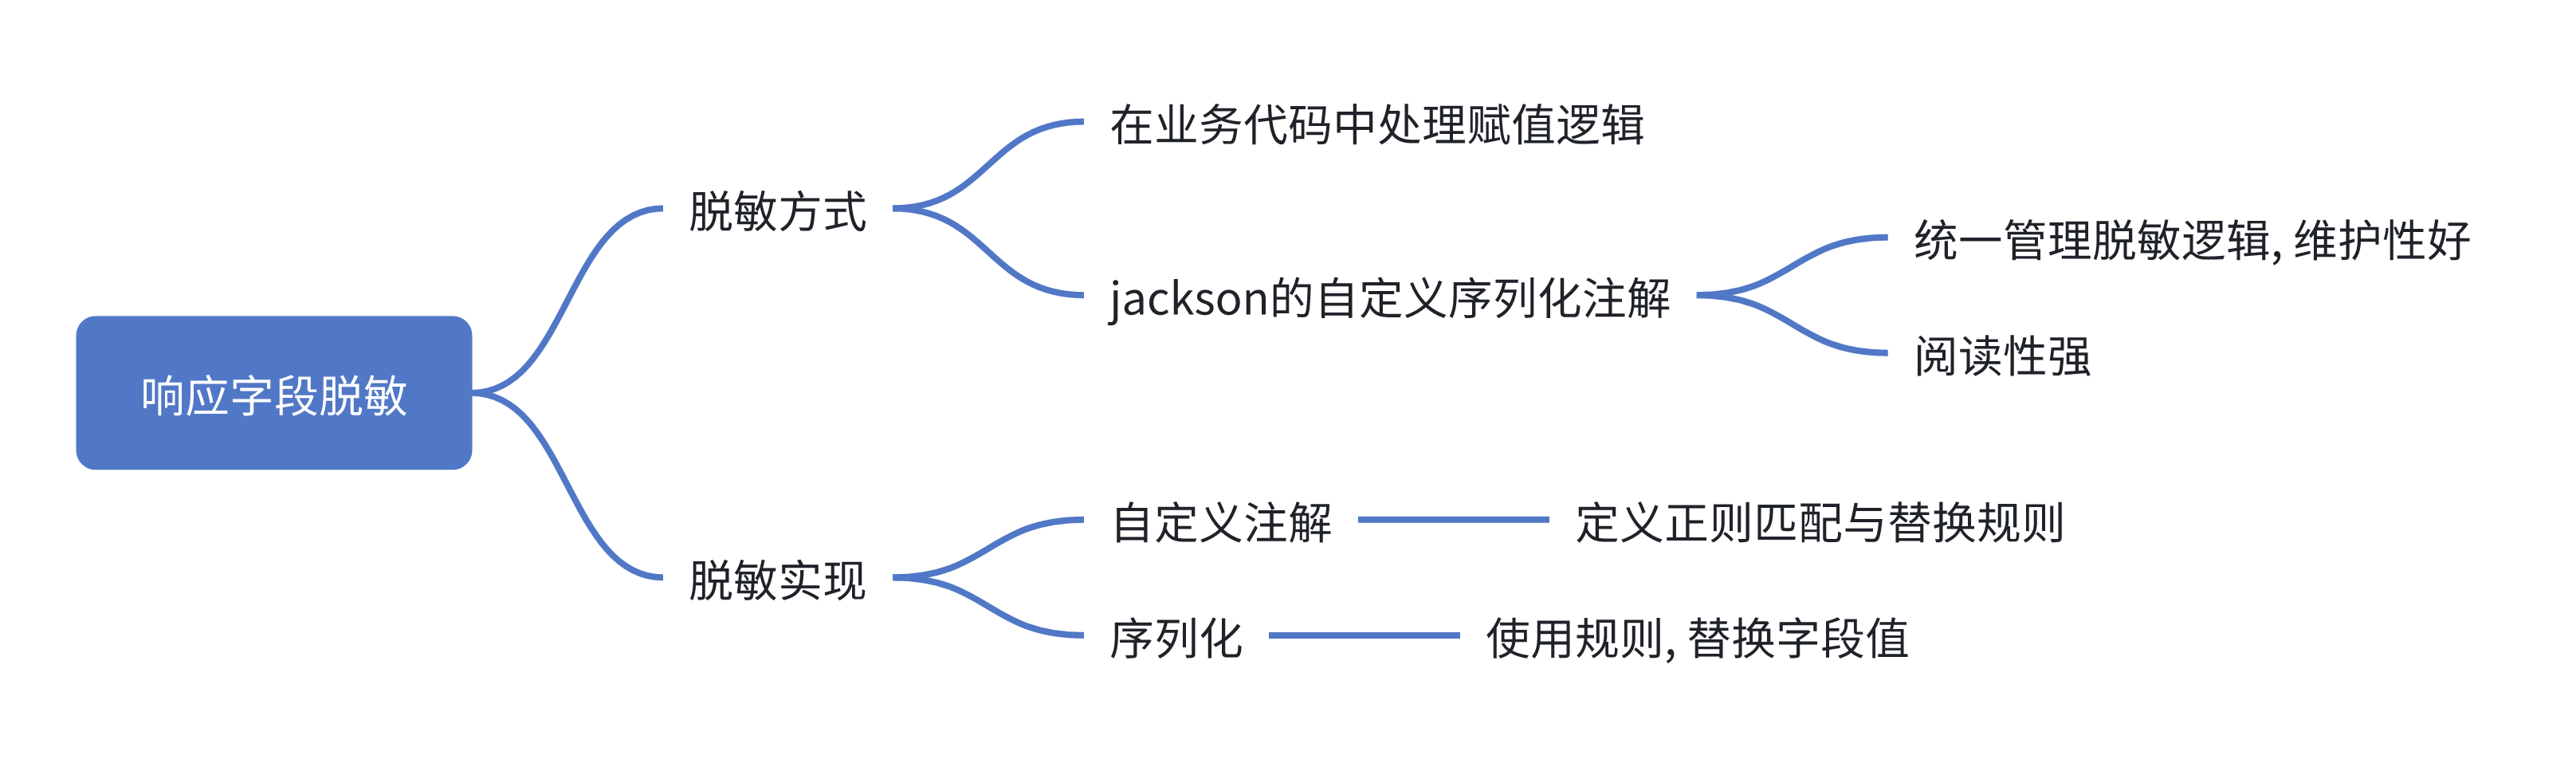 响应字段脱敏
脱敏方式
在业务代码中处理赋值逻辑
jackson的自定义序列化注解
统一管理脱敏逻辑, 维护性好
阅读性强
脱敏实现
自定义注解
定义正则匹配与替换规则
序列化
使用规则, 替换字段值